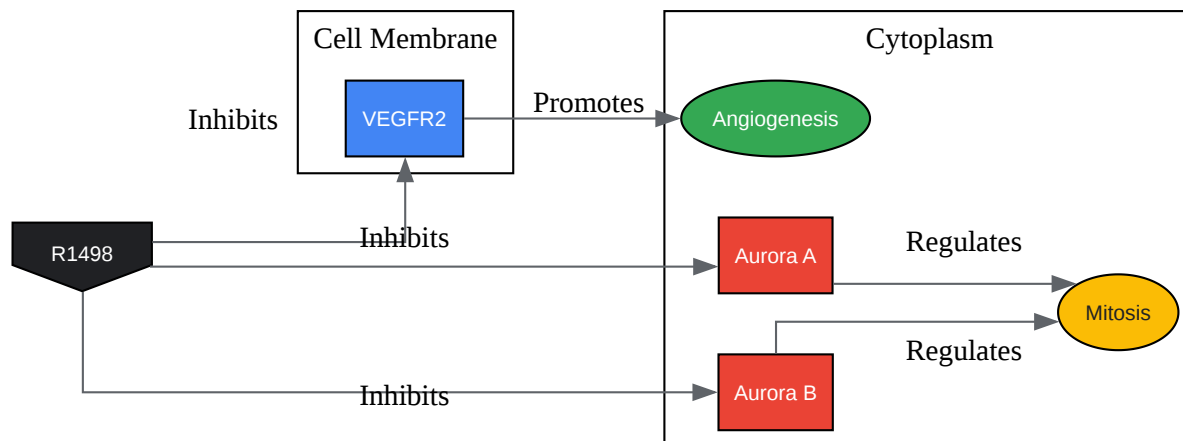 Cell Membrane
Cytoplasm
Inhibits
VEGFR2
Promotes
Angiogenesis
R1498
Inhibits
Aurora A
Regulates
Mitosis
Regulates
Inhibits
Aurora B